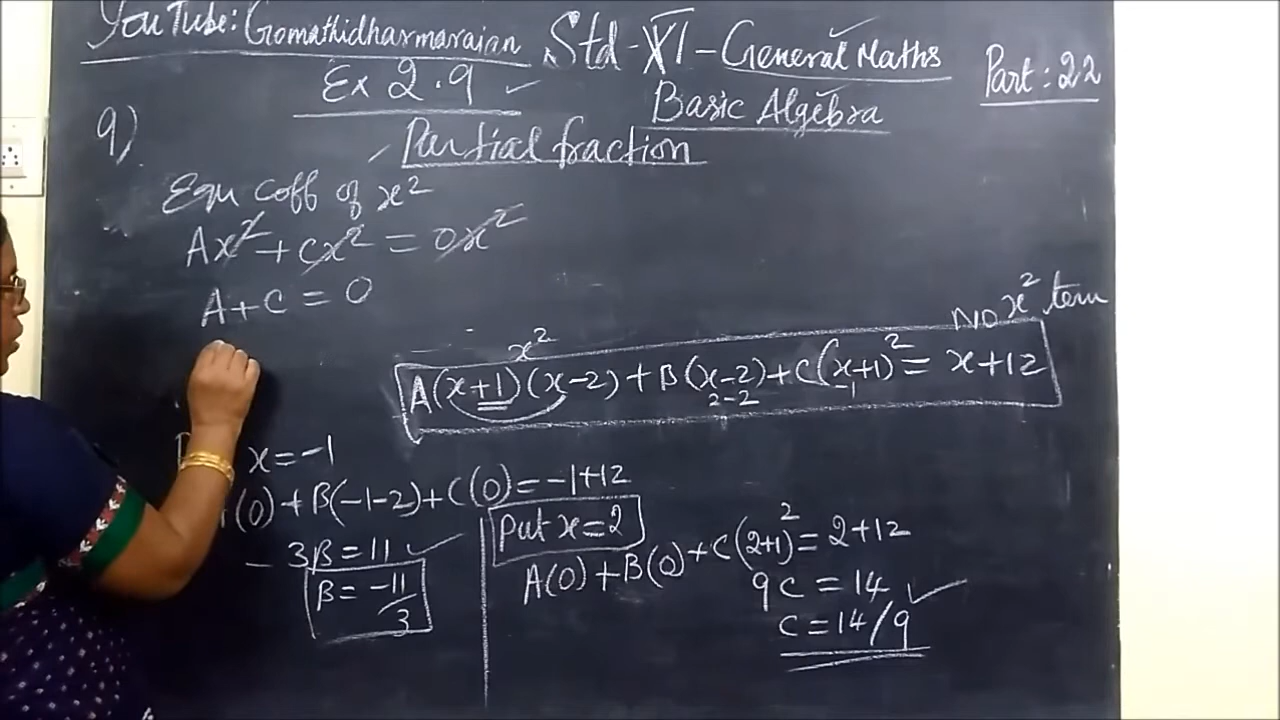 YouTube: Gomathidharmarajan
Std-XI-General Maths
Part: 22
Ex 2.9
Basic Algebra
9)
Partial fraction
Equ coff of x²
Ax² + Cx² = 0x²
A+C = 0
No x² term
x²
A(x+1)(x-2) + B(x-2) + C(x+1)² = x+12
2-2
-1
x=-1
(0) + B(-1-2) + C(0) = -1+12
-3B = 11
B = -11/3
Put x=2
A(0) + B(0) + C(2+1)² = 2+12
9C = 14
C = 14/9